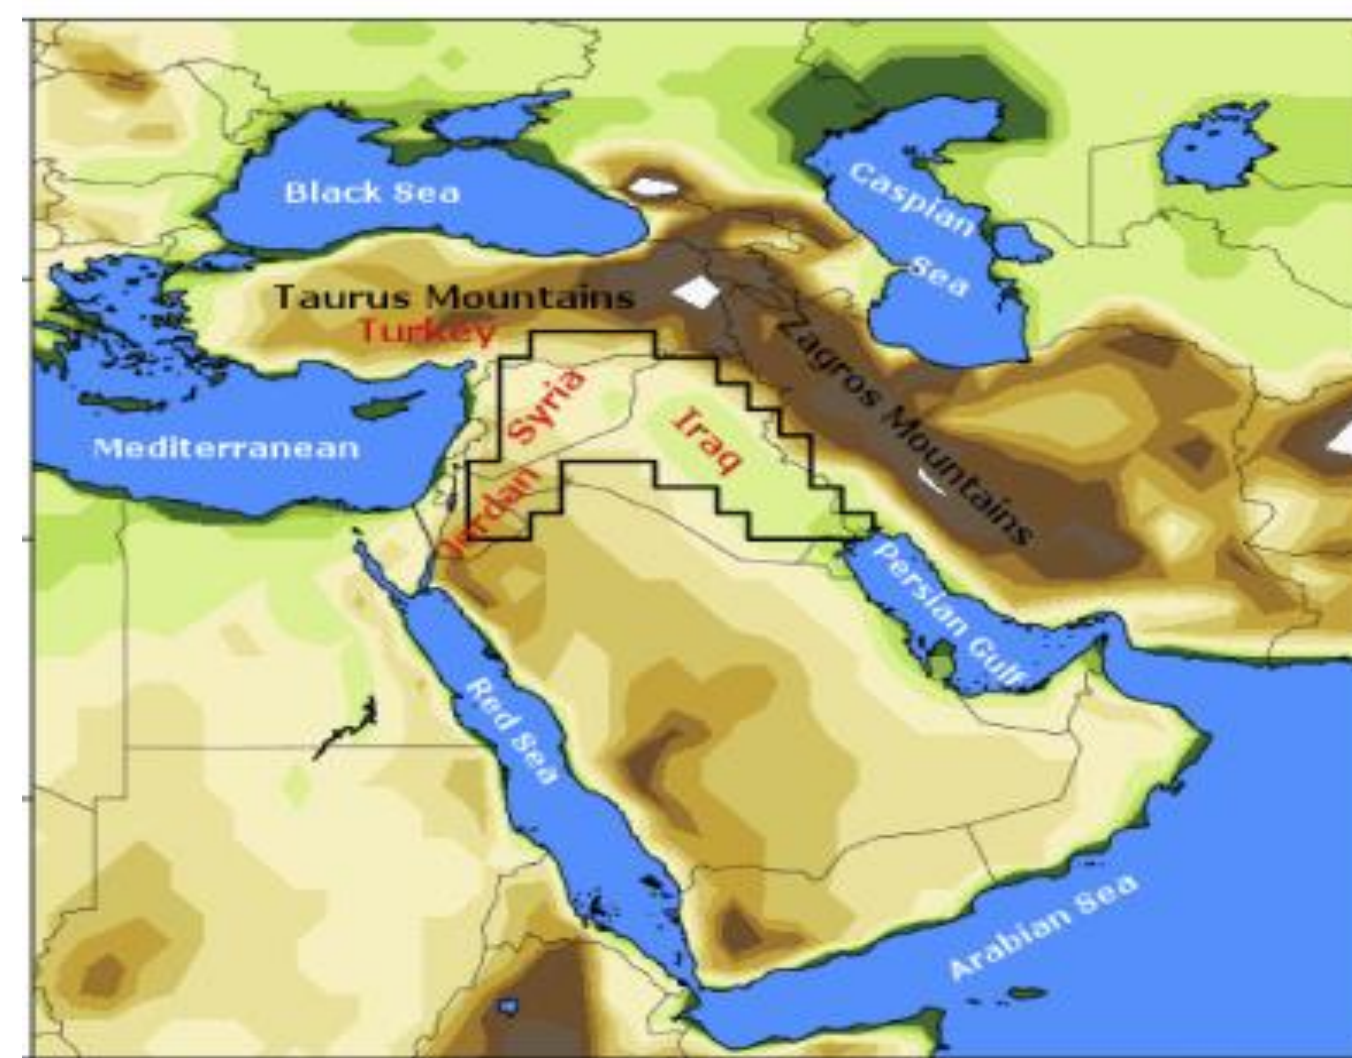 Black Sea
Caspian
Sea
Taurus Mountains
Turkey
Zagros Mountains
Syria
Iraq
Mediterranean
Jordan
Persian Gulf
Red Sea
Arabian Sea